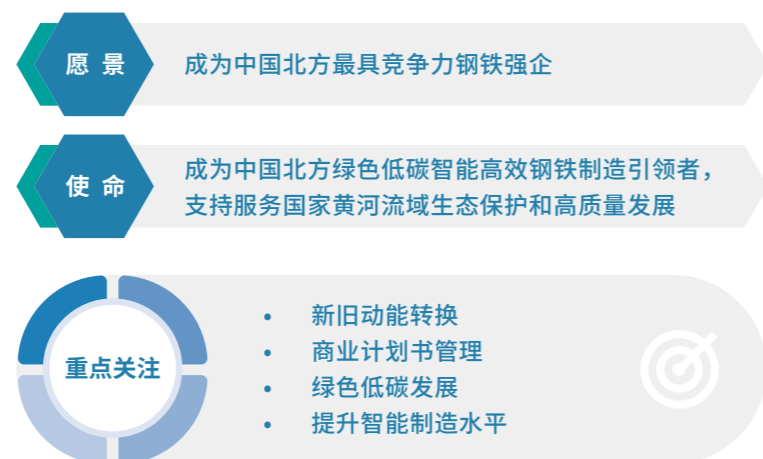 愿 景
成为中国北方最具竞争力钢铁强企
使 命
成为中国北方绿色低碳智能高效钢铁制造引领者，
支持服务国家黄河流域生态保护和高质量发展
重点关注
• 新旧动能转换
• 商业计划书管理
• 绿色低碳发展
• 提升智能制造水平